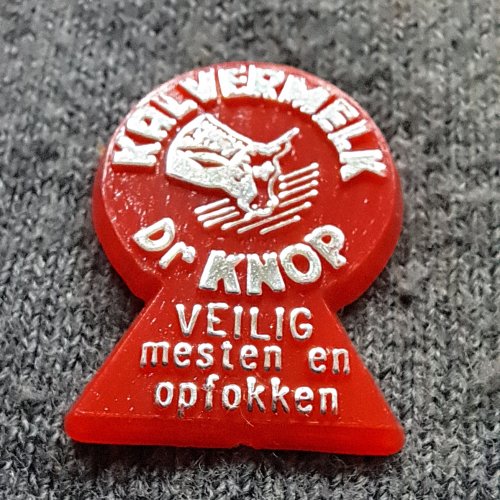 KALVERMELK
Dr KNOP
VEILIG
mesten en
opfokken